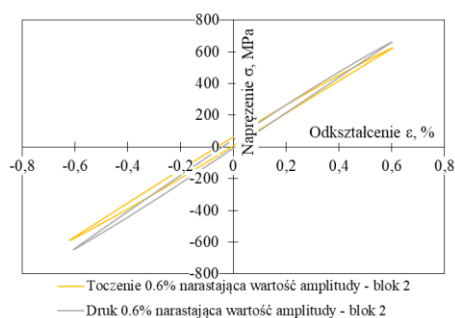 800
600
400
200
0
-200
-400
-600
-800
Naprężenie σ, MPa
Odkształcenie ε, %
-0,8 -0,6 -0,4 -0,2 0 0,2 0,4 0,6 0,8
Toczenie 0.6% narastająca wartość amplitudy - blok 2
Druk 0.6% narastająca wartość amplitudy - blok 2